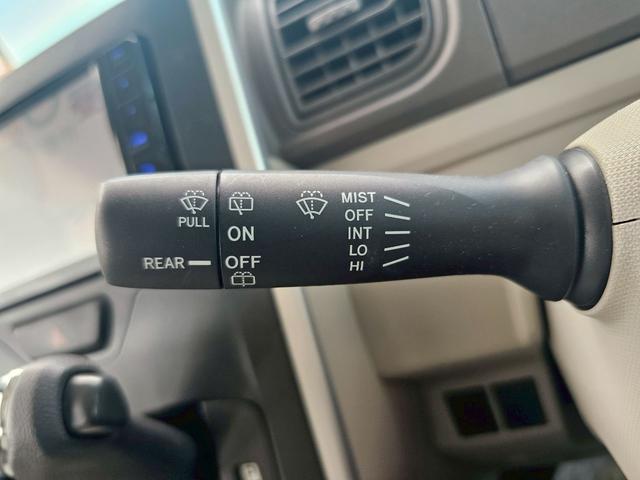 PULL
REAR
ON
OFF
MIST
OFF
INT
LO
HI